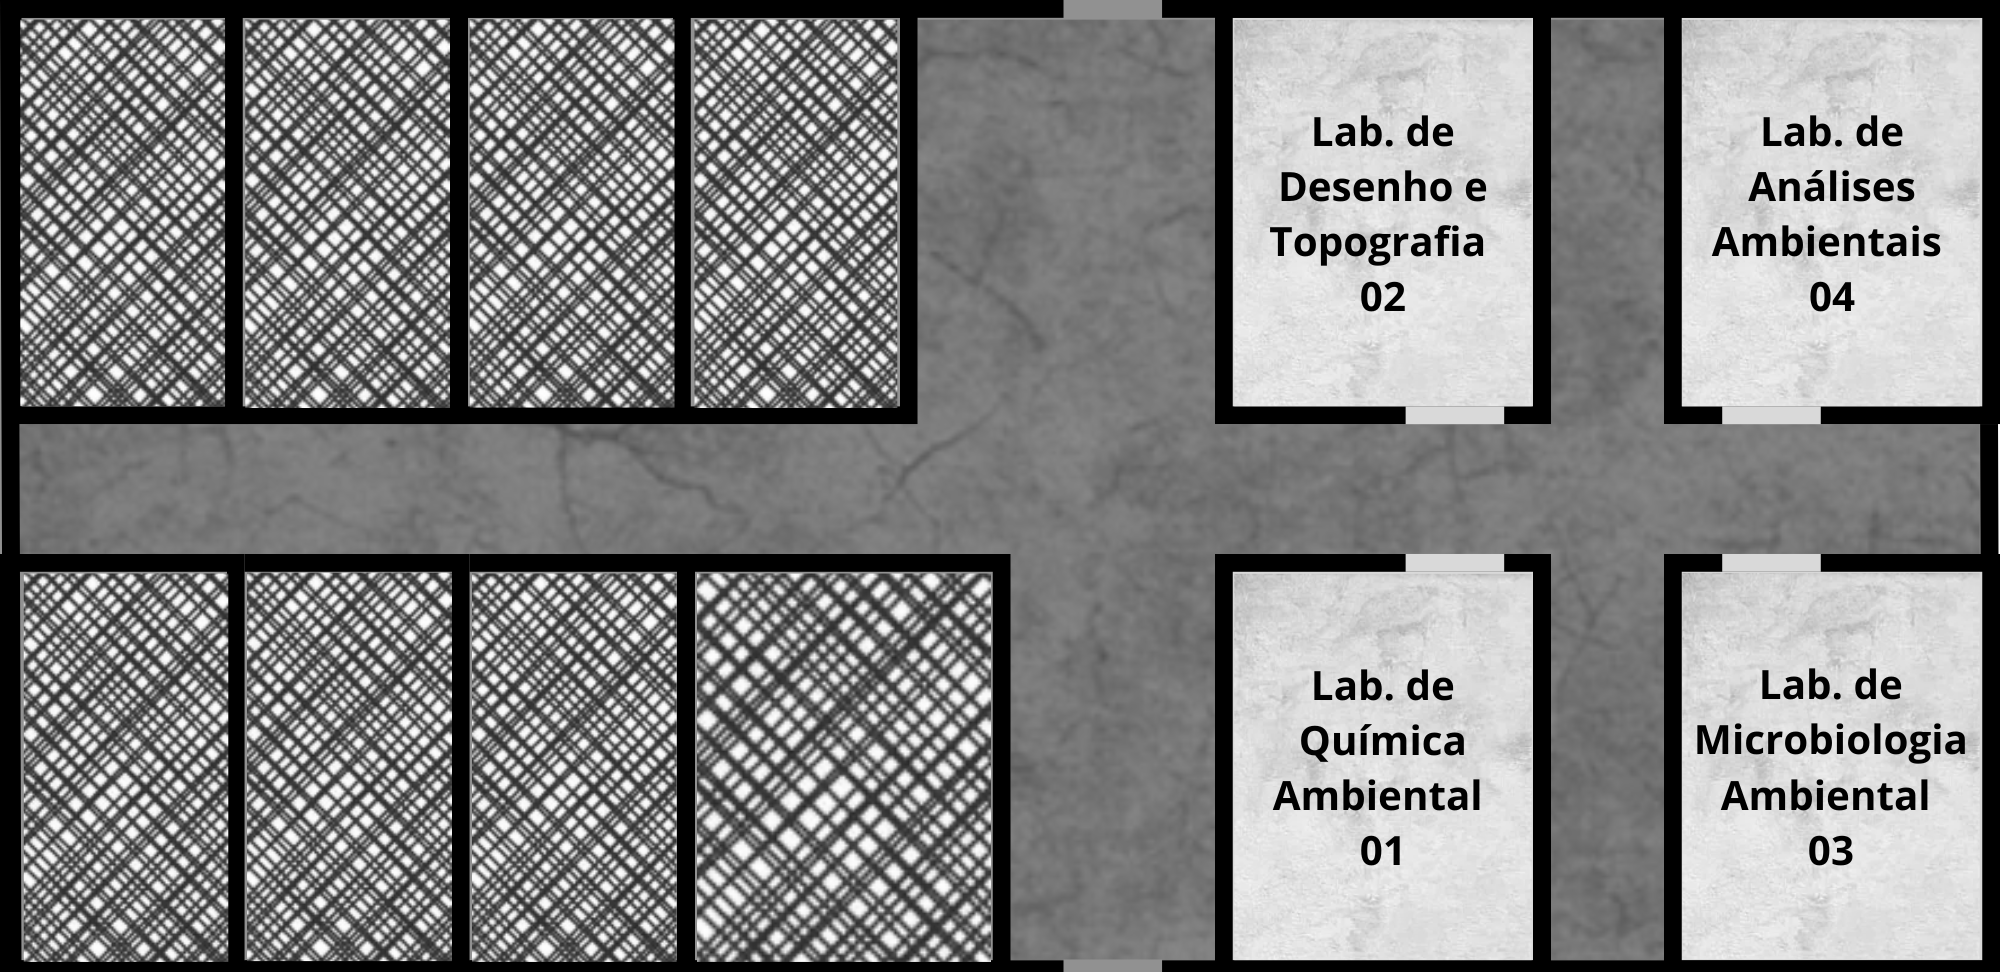 Lab. de
Desenho e
Topografia
02
Lab. de
Análises
Ambientais
04
Lab. de
Química
Ambiental
01
Lab. de
Microbiologia
Ambiental
03